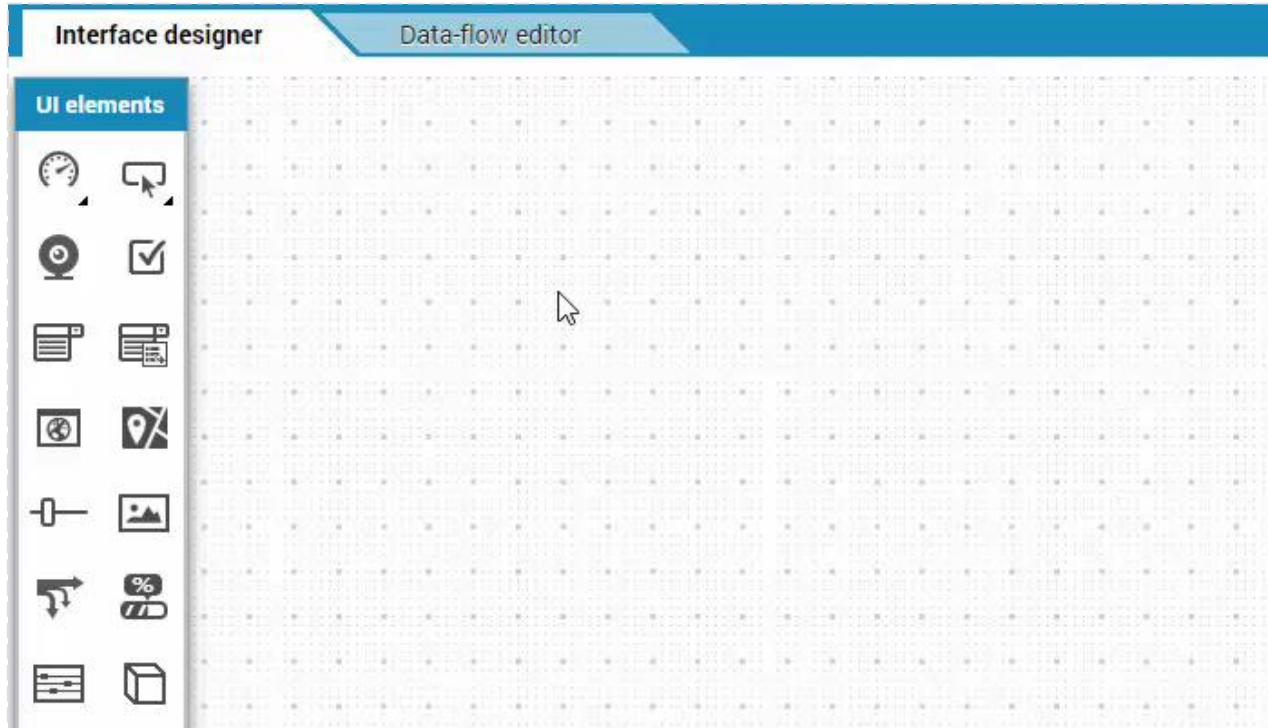 Interface designer
Data-flow editor
UI elements
%